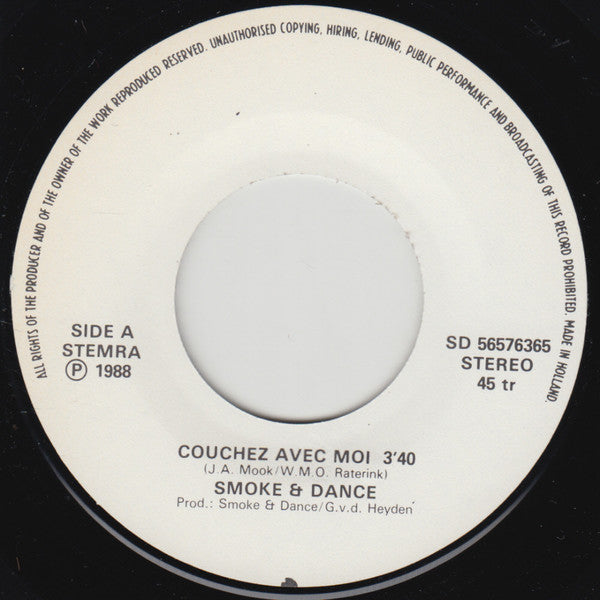 ALL RIGHTS OF THE PRODUCER AND OF THE OWNER OF THE WORK REPRODUCED RESERVED. UNAUTHORISED COPYING, HIRING, LENDING, PUBLIC PERFORMANCE AND BROADCASTING OF THIS RECORD PROHIBITED. MADE IN HOLLAND.
SIDE A
STEMRA
Ⓟ 1988
SD 56576365
STEREO
45 tr
COUCHEZ AVEC MOI 3'40
(J.A. Mook/W.M.O. Raterink)
SMOKE & DANCE
Prod.: Smoke & Dance/G.v.d. Heyden